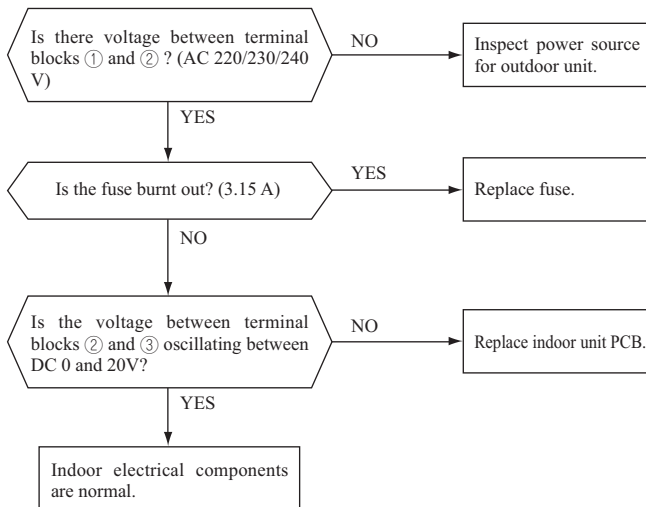 Is there voltage between terminal
blocks ① and ② ? (AC 220/230/240
V)
NO
Inspect power source
for outdoor unit.
YES
Is the fuse burnt out? (3.15 A)
YES
Replace fuse.
NO
Is the voltage between terminal
blocks ② and ③ oscillating between
DC 0 and 20V?
NO
Replace indoor unit PCB.
YES
Indoor electrical components
are normal.